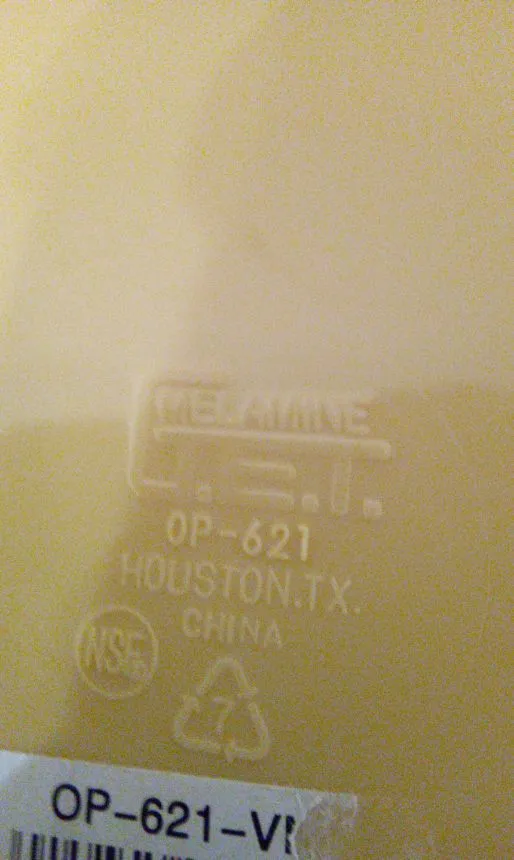 MELAMINE
G.E.T.
OP-621
HOUSTON.TX.
CHINA
NSF
7
OP-621-V